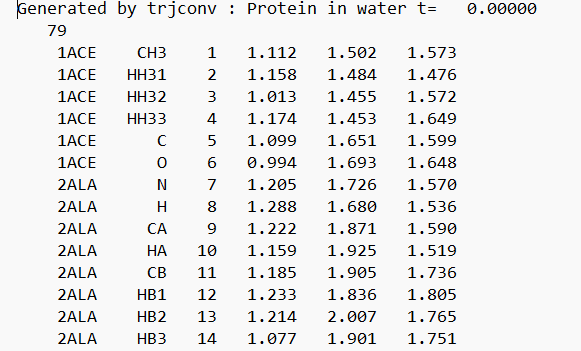 Generated by trjconv : Protein in water t=   0.00000
   79
    1ACE    CH3    1   1.112   1.502   1.573
    1ACE   HH31    2   1.158   1.484   1.476
    1ACE   HH32    3   1.013   1.455   1.572
    1ACE   HH33    4   1.174   1.453   1.649
    1ACE      C    5   1.099   1.651   1.599
    1ACE      O    6   0.994   1.693   1.648
    2ALA      N    7   1.205   1.726   1.570
    2ALA      H    8   1.288   1.680   1.536
    2ALA     CA    9   1.222   1.871   1.590
    2ALA     HA   10   1.159   1.925   1.519
    2ALA     CB   11   1.185   1.905   1.736
    2ALA    HB1   12   1.233   1.836   1.805
    2ALA    HB2   13   1.214   2.007   1.765
    2ALA    HB3   14   1.077   1.901   1.751